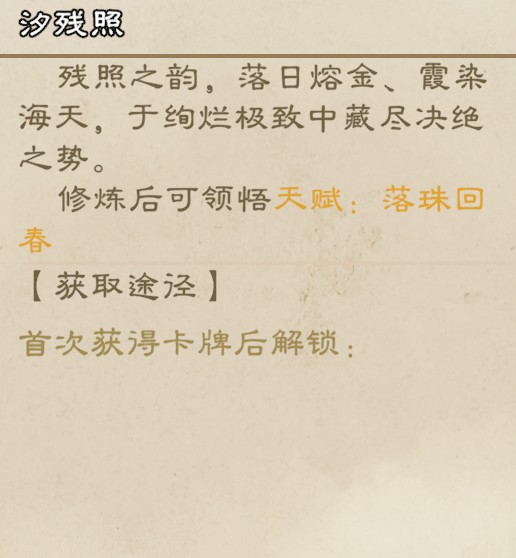 汐残照
残照之韵，落日熔金、霞染
海天，于绚烂极致中藏尽决绝
之势。
修炼后可领悟天赋：落珠回
春
【获取途径】
首次获得卡牌后解锁：